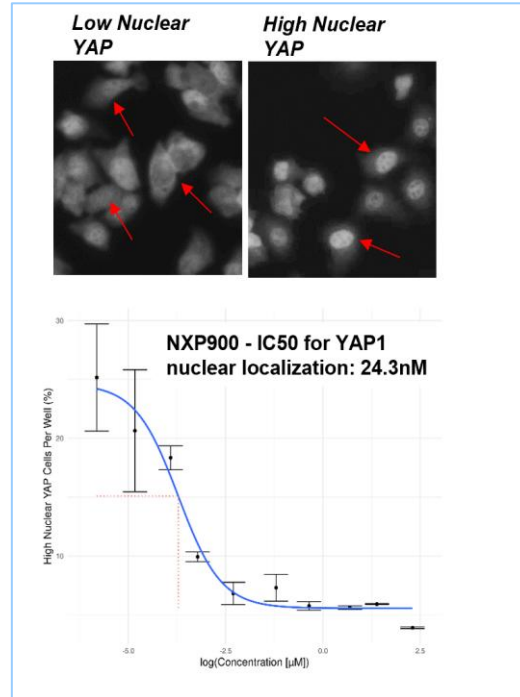 Low Nuclear High Nuclear
YAP YAP
NXP900 - IC50 for YAP1
nuclear localization: 24.3nM
High Nuclear YAP Cells Per Well (%)
30
20
10
-5.0 -2.5 0.0 2.5
log(Concentration [µM])